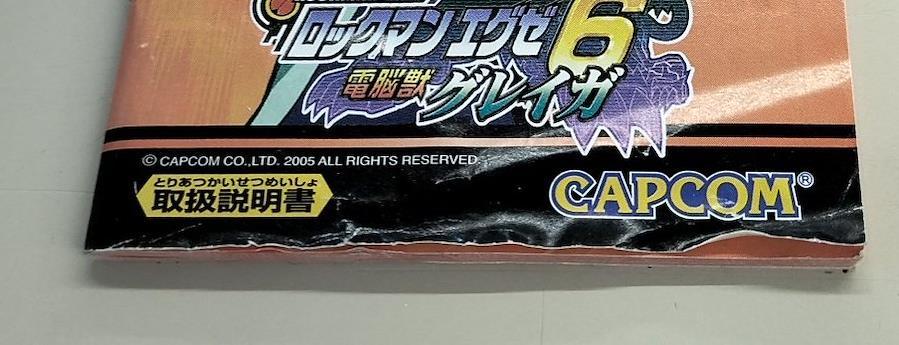 ロックマン エグゼ6
電脳獣グレイガ
© CAPCOM CO.,LTD. 2005 ALL RIGHTS RESERVED
とりあつかいせつめいしょ
取扱説明書
CAPCOM®